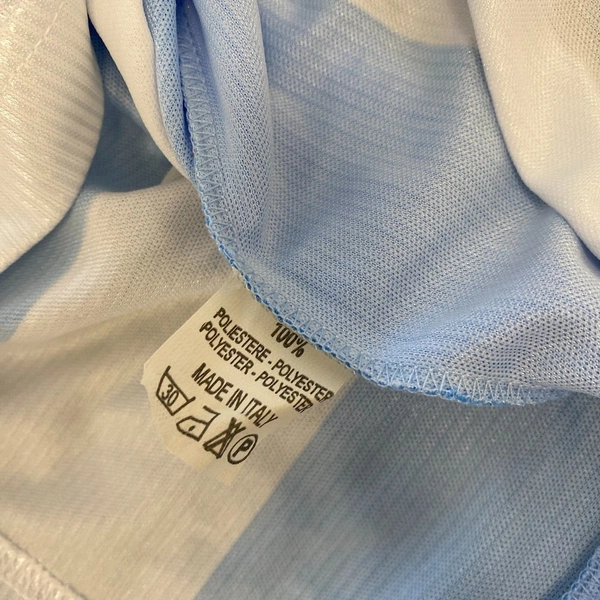 100%
POLIESTERE - POLYESTER
POLYESTER - POLYESTER
MADE IN ITALY
30 P